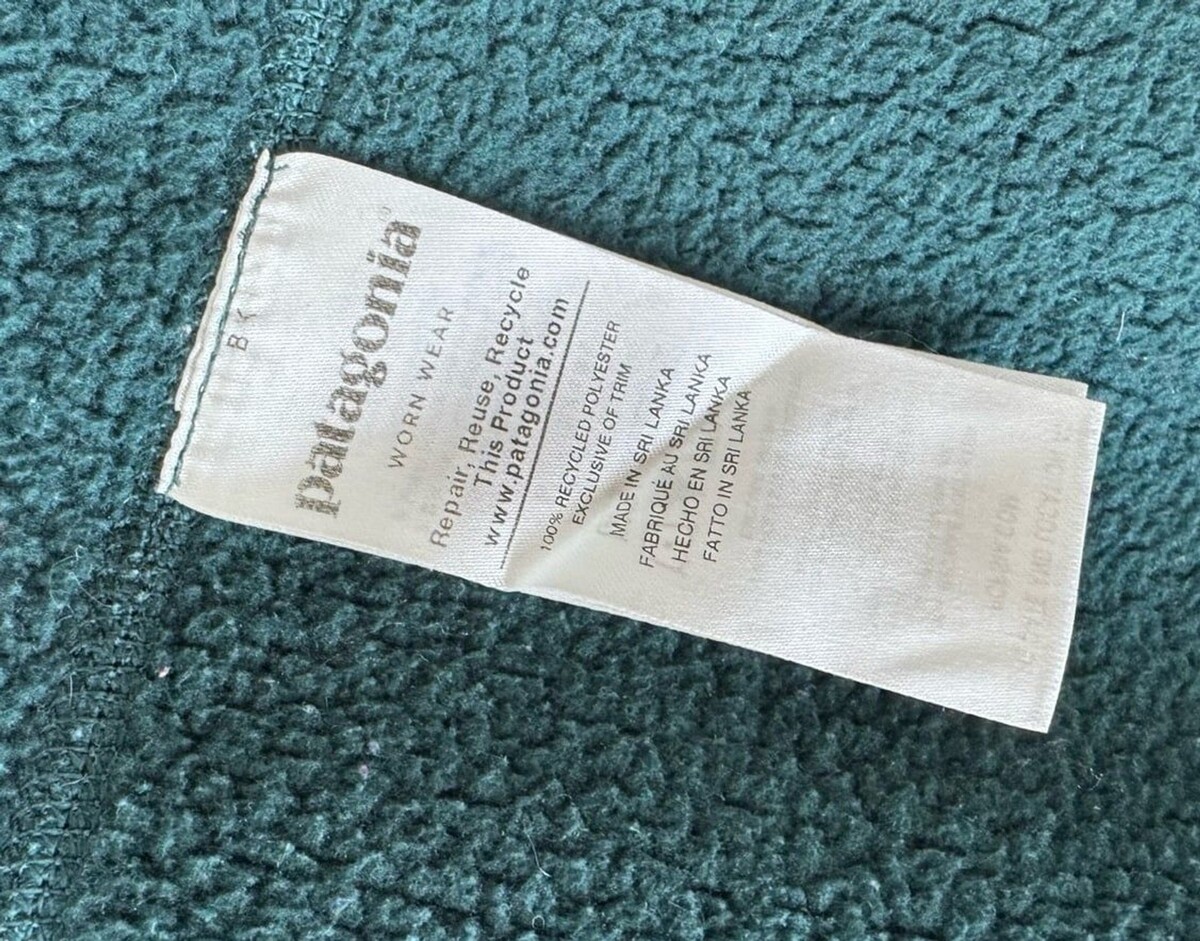 patagonia
WORN WEAR
Repair, Reuse, Recycle
This Product
www.patagonia.com
100% RECYCLED POLYESTER
EXCLUSIVE OF TRIM
MADE IN SRI LANKA
FABRIQUÉ AU SRI LANKA
HECHO EN SRI LANKA
FATTO IN SRI LANKA